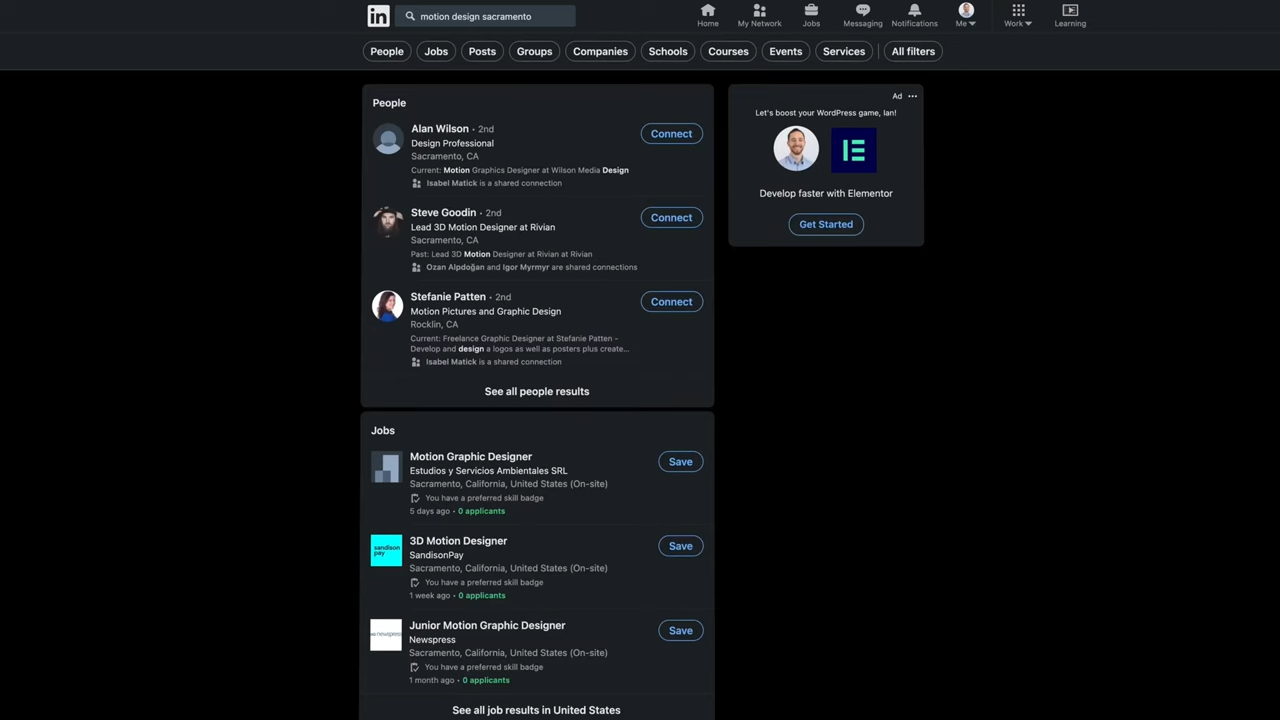 in
motion design sacramento
Home
My Network
Jobs
Messaging
Notifications
Me
Work
Learning
People
Jobs
Posts
Groups
Companies
Schools
Courses
Events
Services
All filters
People
Alan Wilson • 2nd
Design Professional
Sacramento, CA
Current: Motion Graphics Designer at Wilson Media Design
Isabel Matick is a shared connection
Connect
Steve Goodin • 2nd
Lead 3D Motion Designer at Rivian
Sacramento, CA
Past: Lead 3D Motion Designer at Rivian at Rivian
Ozan Alpdoğan and Igor Myrmyr are shared connections
Connect
Stefanie Patten • 2nd
Motion Pictures and Graphic Design
Rocklin, CA
Current: Freelance Graphic Designer at Stefanie Patten -
Develop and design a logos as well as posters plus create...
Isabel Matick is a shared connection
Connect
See all people results
Ad ...
Let's boost your WordPress game, Ian!
Develop faster with Elementor
Get Started
Jobs
Motion Graphic Designer
Estudios y Servicios Ambientales SRL
Sacramento, California, United States (On-site)
You have a preferred skill badge
5 days ago • 0 applicants
Save
sandison
pay
3D Motion Designer
SandisonPay
Sacramento, California, United States (On-site)
You have a preferred skill badge
1 week ago • 0 applicants
Save
newspress
Junior Motion Graphic Designer
Newspress
Sacramento, California, United States (On-site)
You have a preferred skill badge
1 month ago • 0 applicants
Save
See all job results in United States